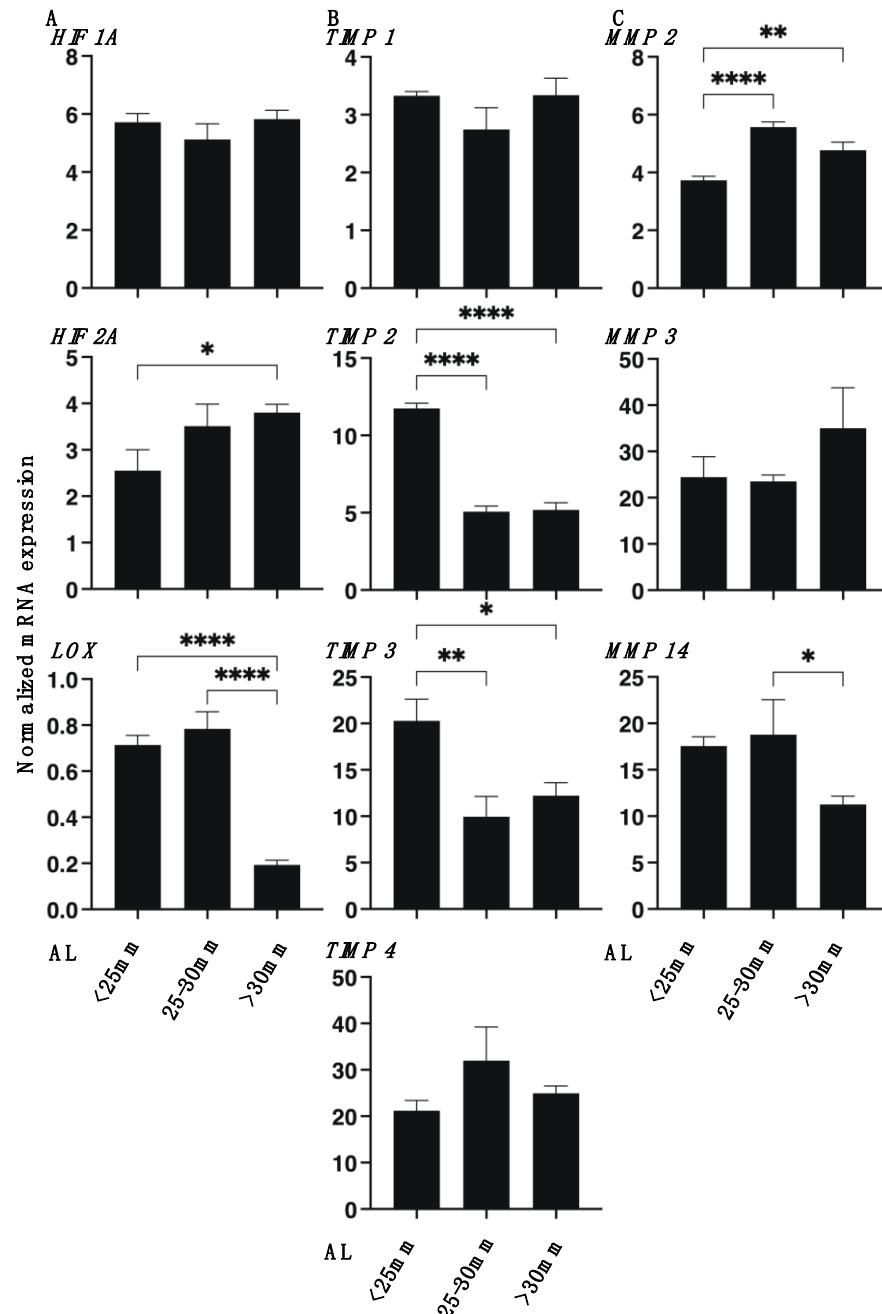 A
HIF1A
8
6
4
2
0
B
TIMP1
4
3
2
1
0
C
MMP2
8
6
4
2
0
**
****
HIF2A
5
4
3
2
1
0
*
TIMP2
15
10
5
0
****
****
MMP3
50
40
30
20
10
0
Normalized mRNA expression
LOX
1.0
0.8
0.6
0.4
0.2
0.0
****
****
AL
<25mm
25-30mm
>30mm
TIMP3
25
20
15
10
5
0
*
**
MMP14
25
20
15
10
5
0
*
AL
<25mm
25-30mm
>30mm
TIMP4
50
40
30
20
10
0
AL
<25mm
25-30mm
>30mm